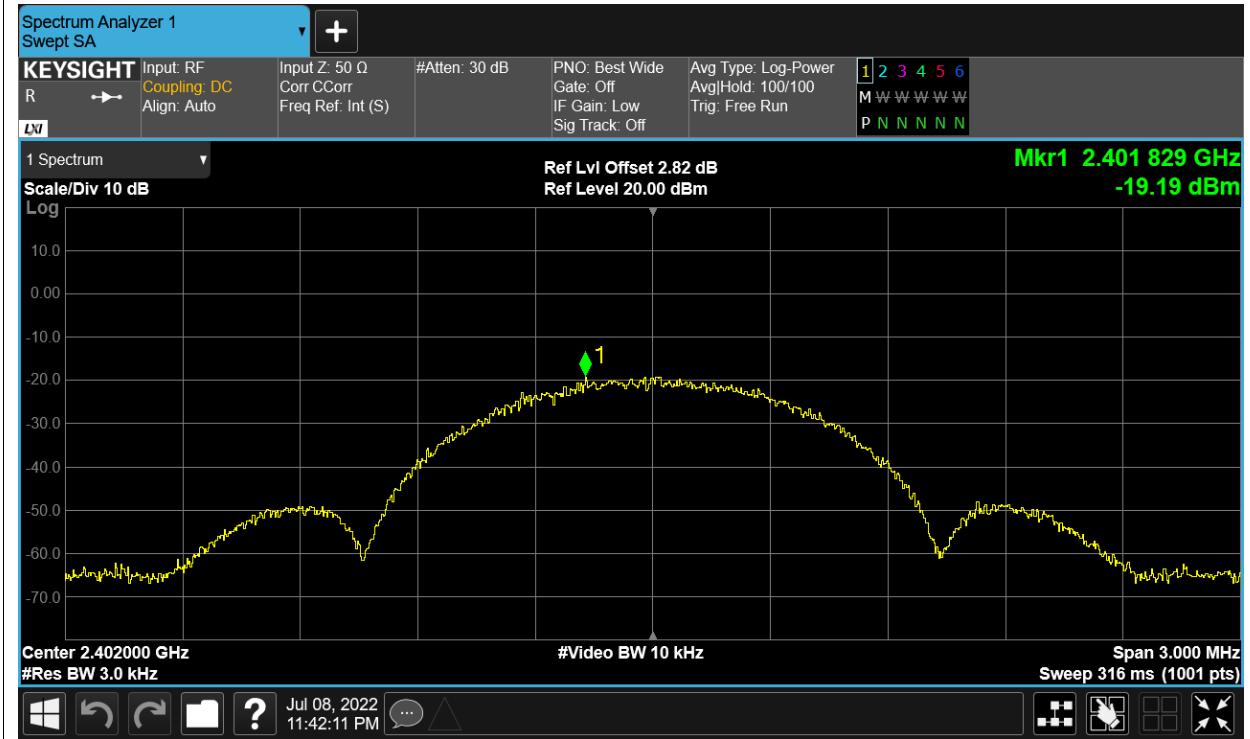 Spectrum Analyzer 1
Swept SA
+
KEYSIGHT
R
LXI
Input: RF
Coupling: DC
Align: Auto
Input Z: 50 Ω
Corr CCorr
Freq Ref: Int (S)
#Atten: 30 dB
PNO: Best Wide
Gate: Off
IF Gain: Low
Sig Track: Off
Avg Type: Log-Power
Avg|Hold: 100/100
Trig: Free Run
1 2 3 4 5 6
M W W W W W W
P N N N N N N
1 Spectrum
Scale/Div 10 dB
Log
Ref Lvl Offset 2.82 dB
Ref Level 20.00 dBm
Mkr1 2.401 829 GHz
-19.19 dBm
10.0
0.00
-10.0
-20.0
-30.0
-40.0
-50.0
-60.0
-70.0
1
Center 2.402000 GHz
#Res BW 3.0 kHz
#Video BW 10 kHz
Span 3.000 MHz
Sweep 316 ms (1001 pts)
?
Jul 08, 2022
11:42:11 PM